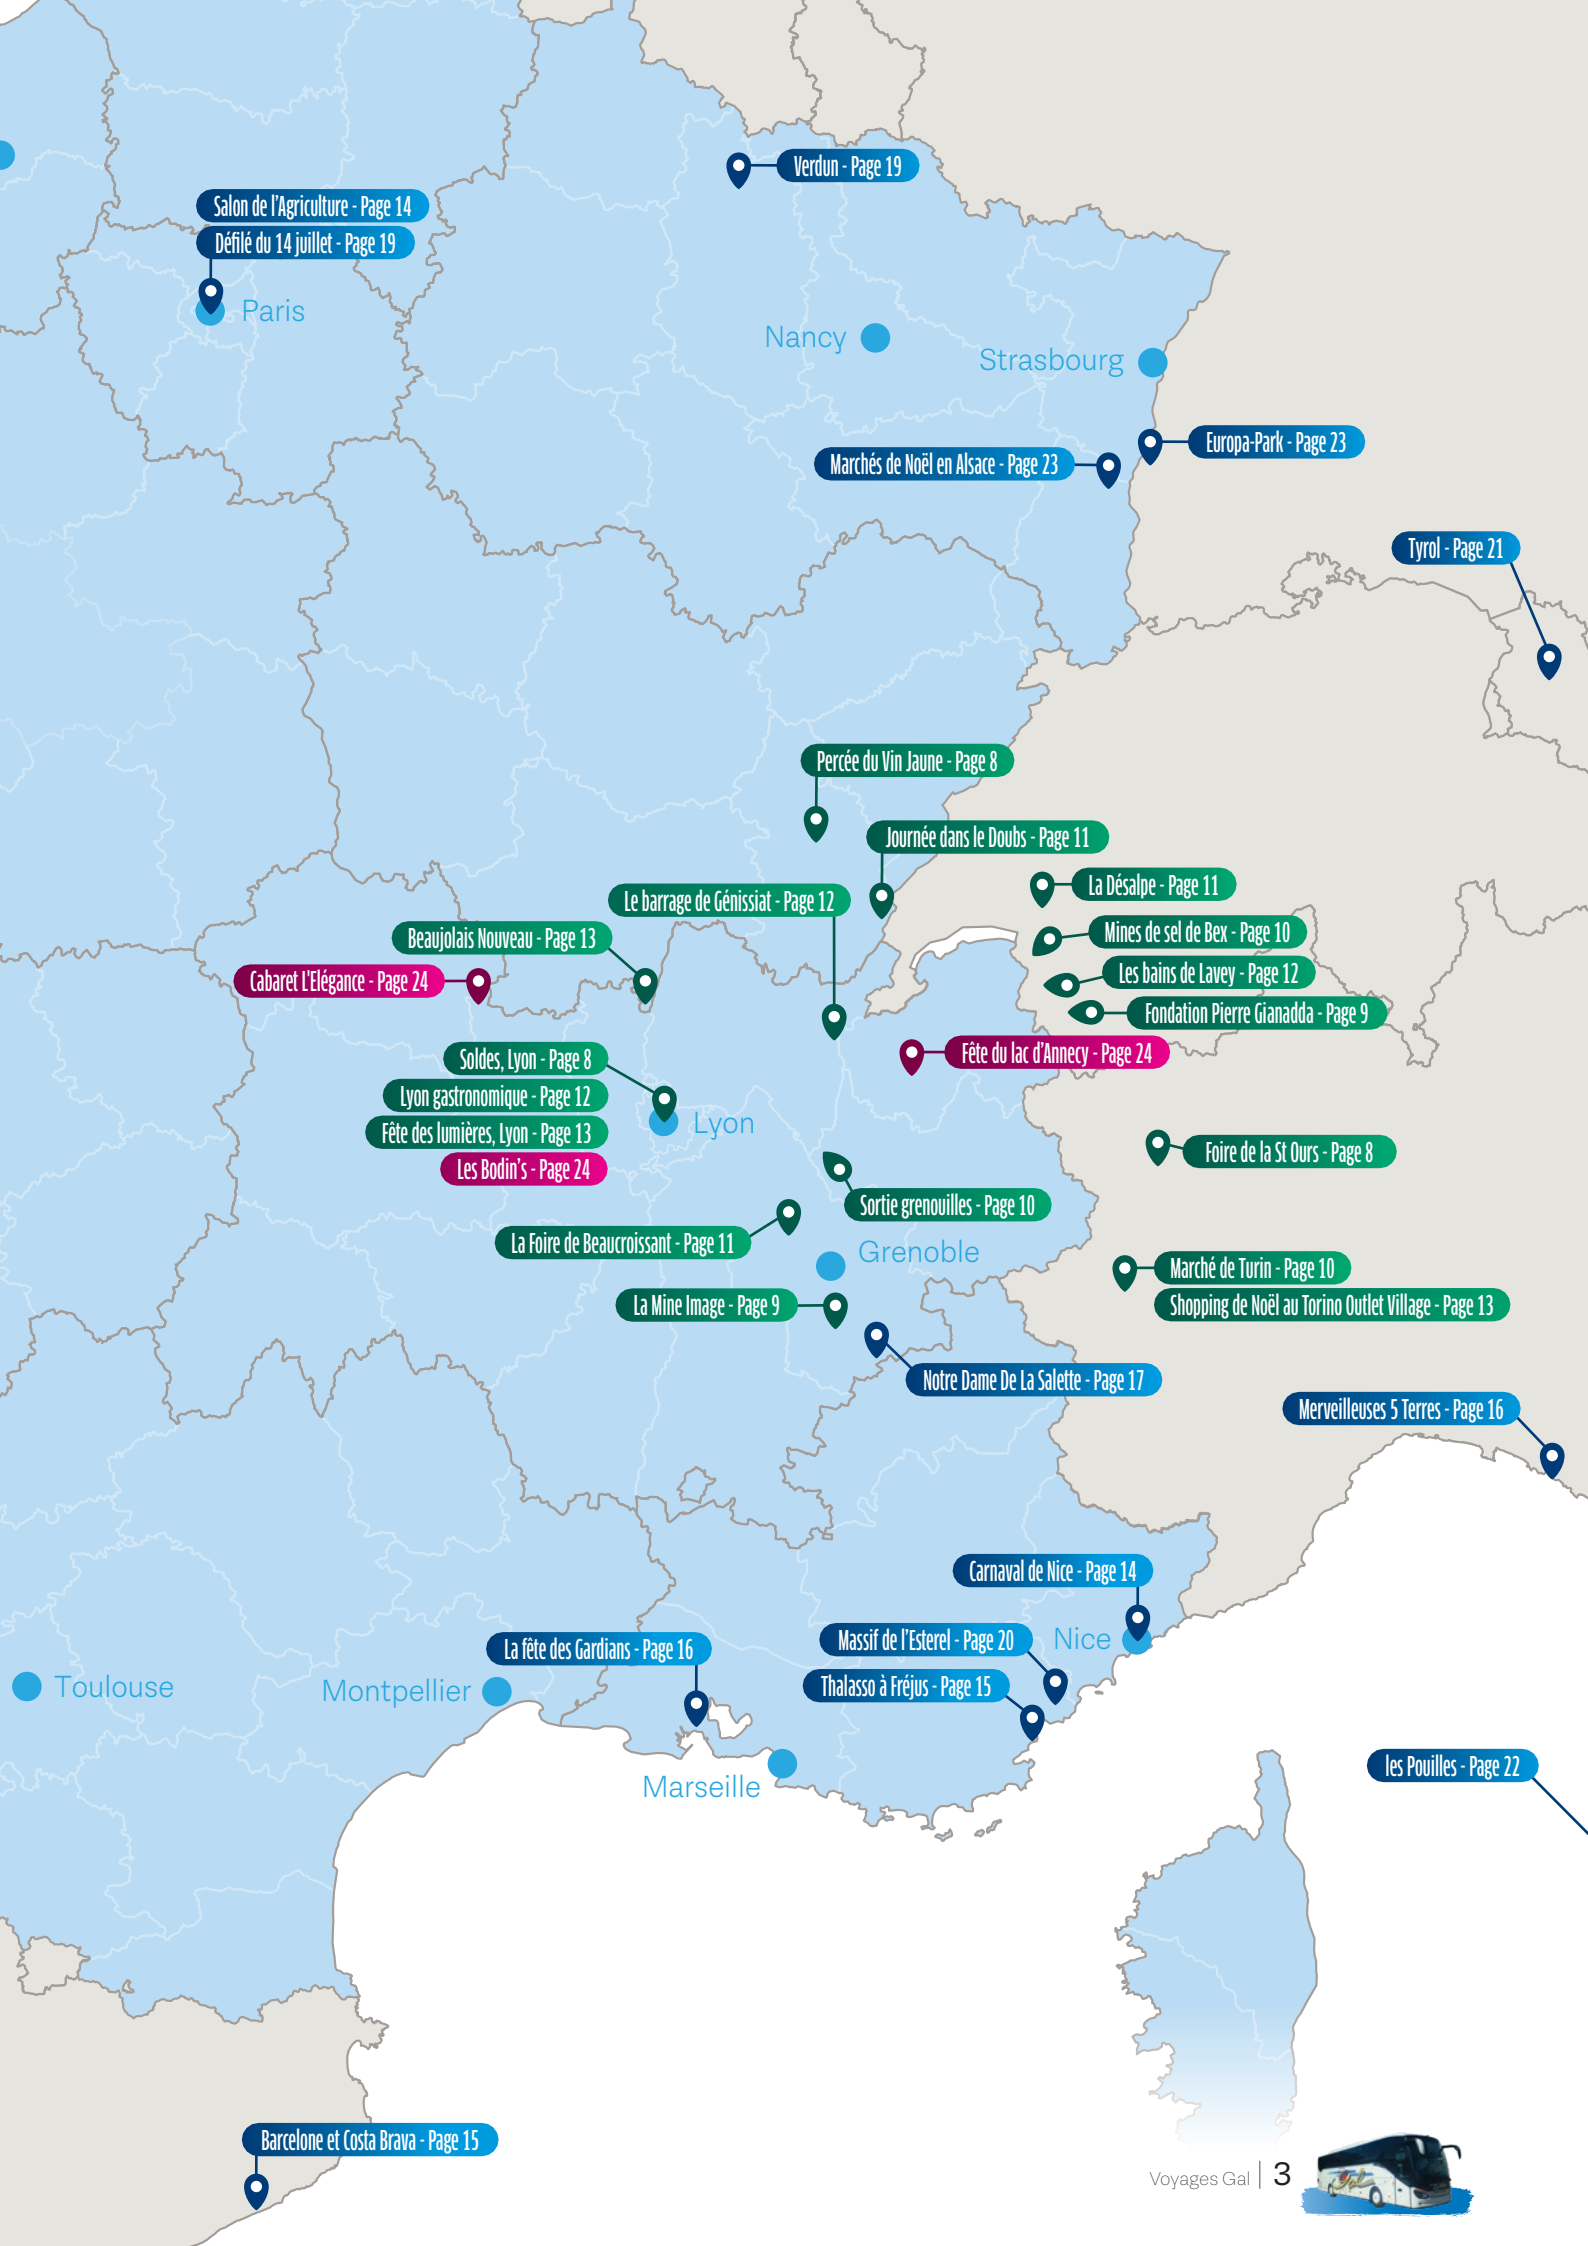 Verdun - Page 19
Salon de l'Agriculture - Page 14
Défilé du 14 juillet - Page 19
Paris
Nancy
Strasbourg
Europa-Park - Page 23
Marchés de Noël en Alsace - Page 23
Tyrol - Page 21
Percée du Vin Jaune - Page 8
Journée dans le Doubs - Page 11
La Désalpe - Page 11
Le barrage de Génissiat - Page 12
Mines de sel de Bex - Page 10
Beaujolais Nouveau - Page 13
Les bains de Lavey - Page 12
Cabaret L'Elégance - Page 24
Fondation Pierre Gianadda - Page 9
Fête du lac d'Annecy - Page 24
Soldes, Lyon - Page 8
Lyon gastronomique - Page 12
Fête des lumières, Lyon - Page 13
Les Bodin's - Page 24
Lyon
Foire de la St Ours - Page 8
Sortie grenouilles - Page 10
La Foire de Beaucroissant - Page 11
Grenoble
Marché de Turin - Page 10
Shopping de Noël au Torino Outlet Village - Page 13
La Mine Image - Page 9
Notre Dame De La Salette - Page 17
Merveilleuses 5 Terres - Page 16
Carnaval de Nice - Page 14
Massif de l'Esterel - Page 20
Nice
La fête des Gardians - Page 16
Thalasso à Fréjus - Page 15
Toulouse
Montpellier
Marseille
les Pouilles - Page 22
Barcelone et Costa Brava - Page 15
Voyages Gal | 3
Gal